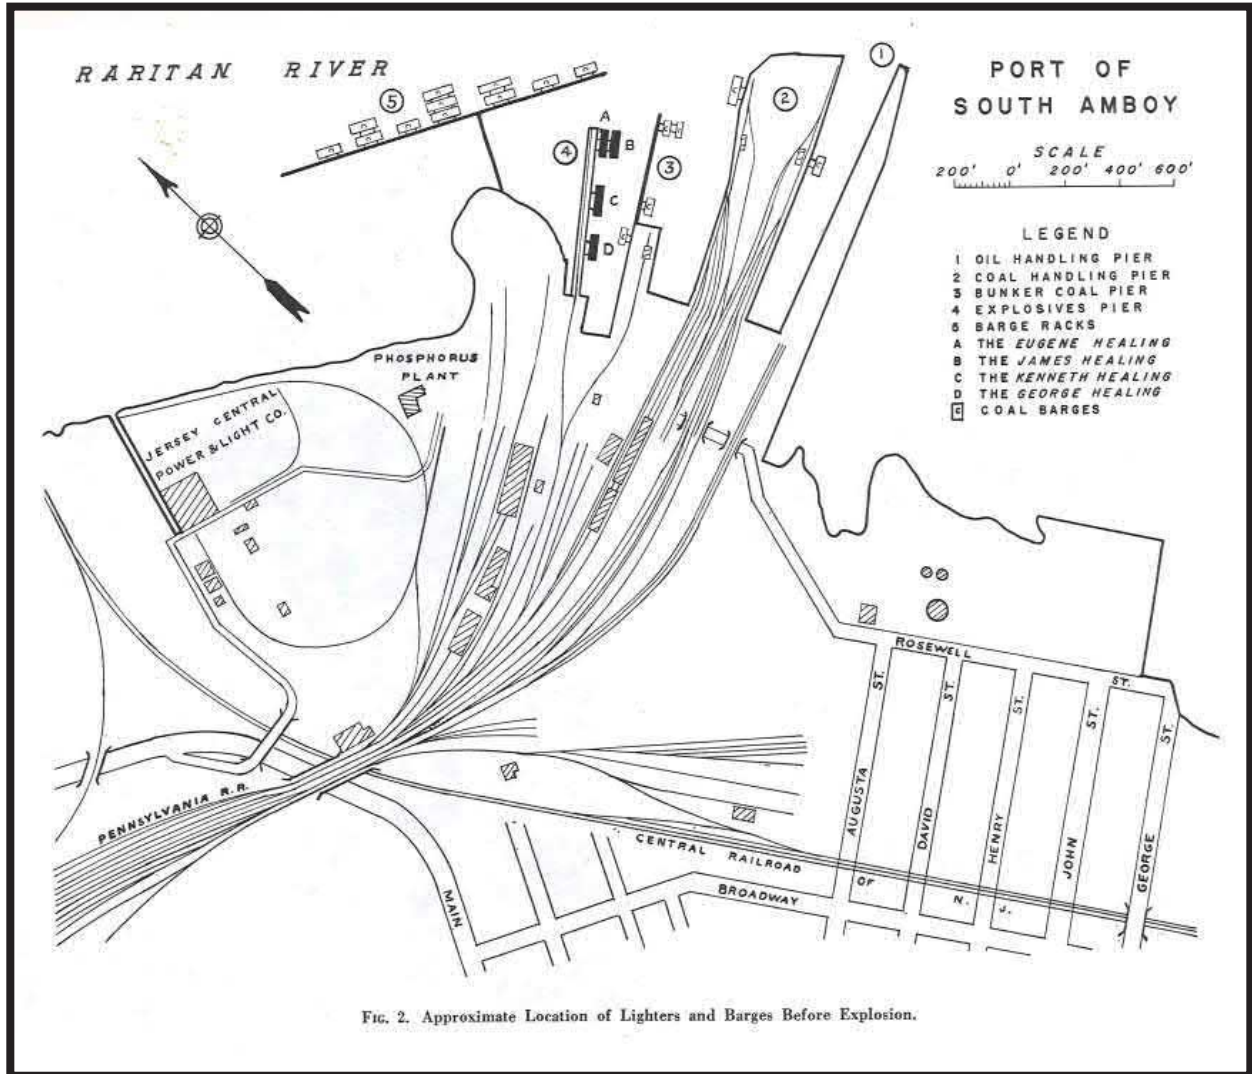 RARITAN RIVER
PORT OF
SOUTH AMBOY
SCALE
200' 0' 200' 400' 600'
LEGEND
1 OIL HANDLING PIER
2 COAL HANDLING PIER
3 BUNKER COAL PIER
4 EXPLOSIVES PIER
5 BARGE RACKS
A THE EUGENE HEALING
B THE JAMES HEALING
C THE KENNETH HEALING
D THE GEORGE HEALING
C COAL BARGES
1
2
3
4
5
A
B
C
D
PHOSPHORUS
PLANT
JERSEY CENTRAL
POWER & LIGHT CO.
ROSEWELL ST.
AUGUSTA ST.
DAVID ST.
HENRY ST.
JOHN ST.
GEORGE ST.
PENNSYLVANIA R.R.
CENTRAL RAILROAD OF N. J.
MAIN
BROADWAY
FIG. 2. Approximate Location of Lighters and Barges Before Explosion.